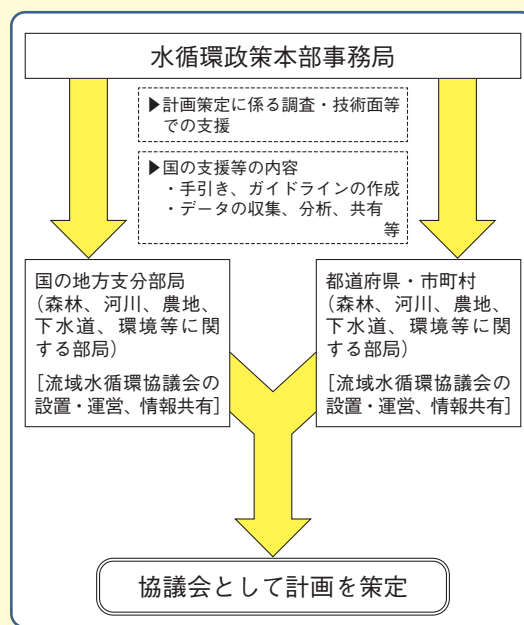 水循環政策本部事務局
▶計画策定に係る調査・技術面等
での支援
▶国の支援等の内容
・手引き、ガイドラインの作成
・データの収集、分析、共有
等
国の地方支分部局
（森林、河川、農地、
下水道、環境等に関
する部局）
［流域水循環協議会の
設置・運営、情報共有］
都道府県・市町村
（森林、河川、農地、
下水道、環境等に関
する部局）
［流域水循環協議会の
設置・運営、情報共有］
協議会として計画を策定